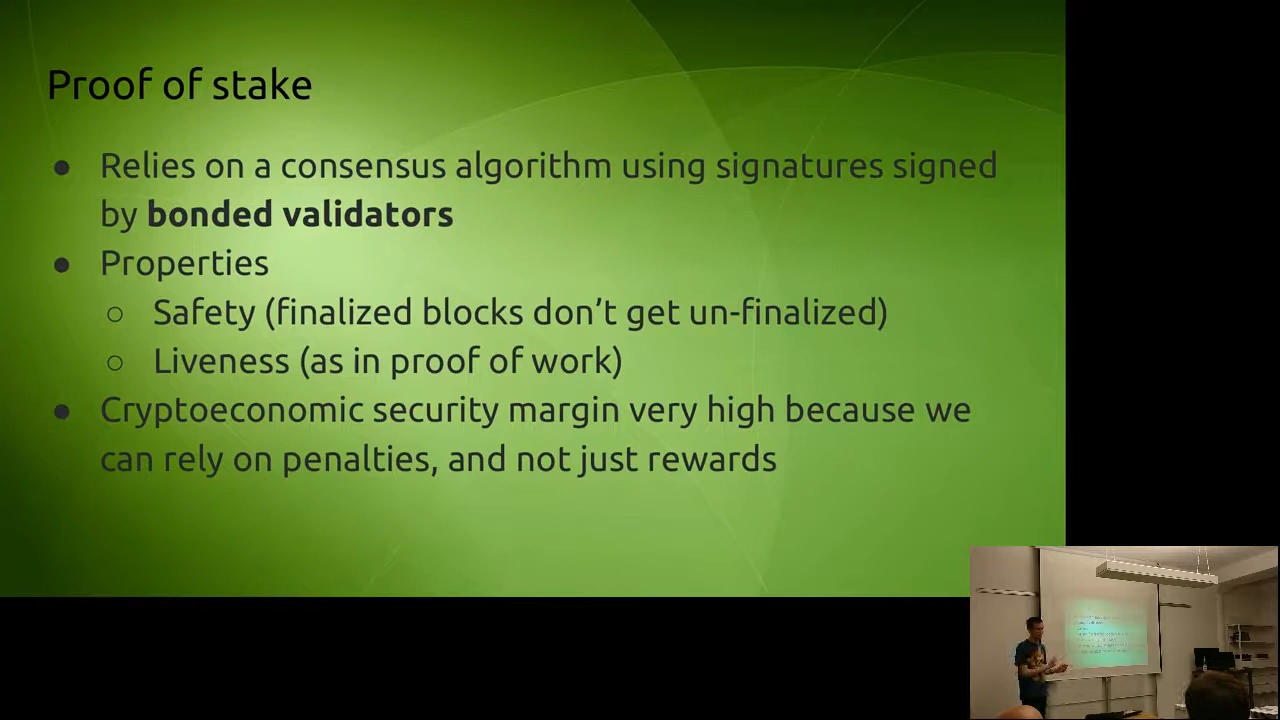 Proof of stake
● Relies on a consensus algorithm using signatures signed
by bonded validators
● Properties
○ Safety (finalized blocks don’t get un-finalized)
○ Liveness (as in proof of work)
● Cryptoeconomic security margin very high because we
can rely on penalties, and not just rewards